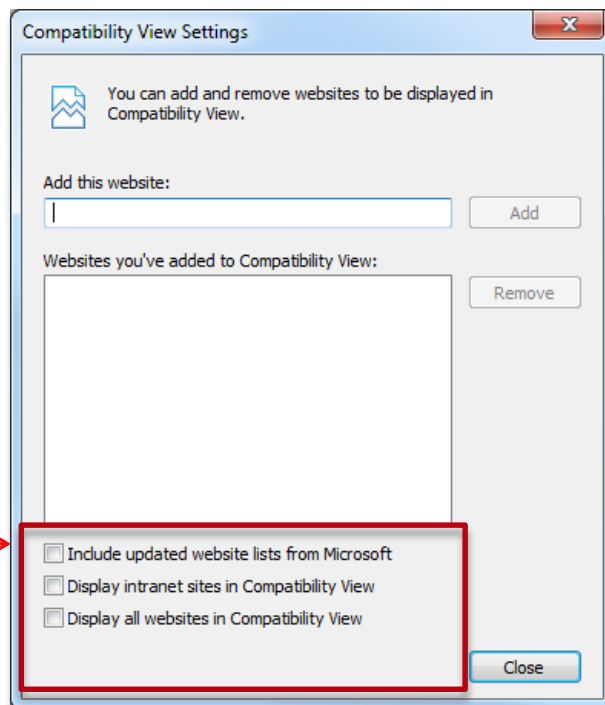 Compatibility View Settings
You can add and remove websites to be displayed in
Compatibility View.
Add this website:
Add
Websites you've added to Compatibility View:
Remove
Include updated website lists from Microsoft
Display intranet sites in Compatibility View
Display all websites in Compatibility View
Close